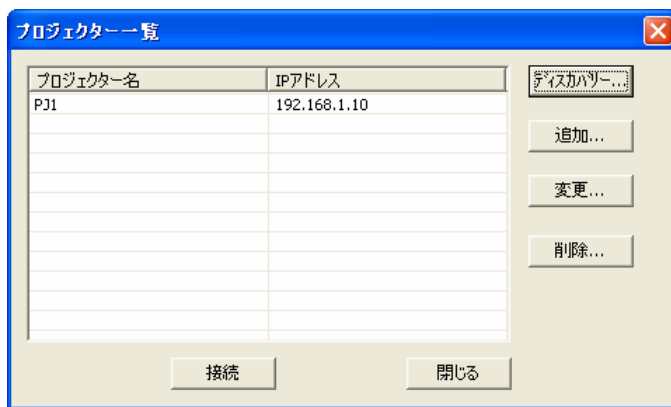 プロジェクター一覧
プロジェクター名 IPアドレス
PJ1 192.168.1.10
ディスカバリー...
追加...
変更...
削除...
接続 閉じる